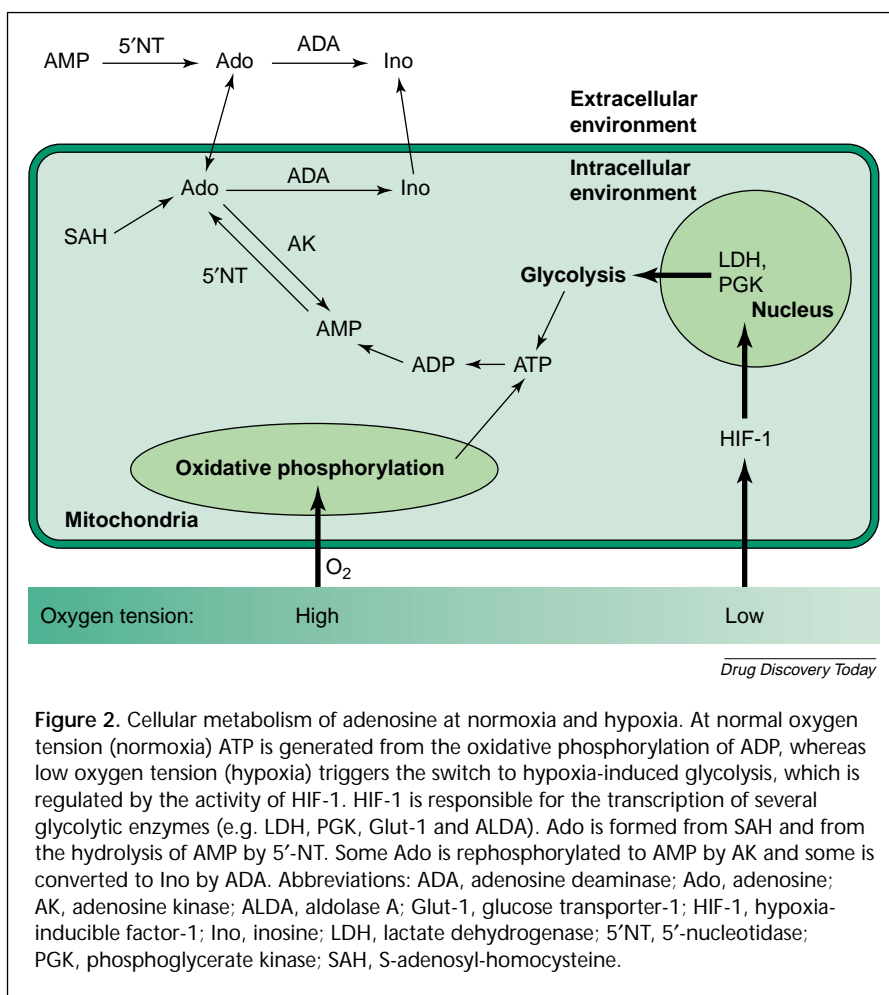 AMP 5′NT Ado ADA Ino
Extracellular
environment
Intracellular
environment
Ado ADA Ino
SAH
AK
5′NT
LDH,
PGK
Nucleus
Glycolysis
AMP
ADP ATP
HIF-1
Oxidative phosphorylation
Mitochondria
O2
Oxygen tension: High Low
Drug Discovery Today
Figure 2. Cellular metabolism of adenosine at normoxia and hypoxia. At normal oxygen
tension (normoxia) ATP is generated from the oxidative phosphorylation of ADP, whereas
low oxygen tension (hypoxia) triggers the switch to hypoxia-induced glycolysis, which is
regulated by the activity of HIF-1. HIF-1 is responsible for the transcription of several
glycolytic enzymes (e.g. LDH, PGK, Glut-1 and ALDA). Ado is formed from SAH and from
the hydrolysis of AMP by 5′-NT. Some Ado is rephosphorylated to AMP by AK and some is
converted to Ino by ADA. Abbreviations: ADA, adenosine deaminase; Ado, adenosine;
AK, adenosine kinase; ALDA, aldolase A; Glut-1, glucose transporter-1; HIF-1, hypoxia-
inducible factor-1; Ino, inosine; LDH, lactate dehydrogenase; 5′NT, 5′-nucleotidase;
PGK, phosphoglycerate kinase; SAH, S-adenosyl-homocysteine.